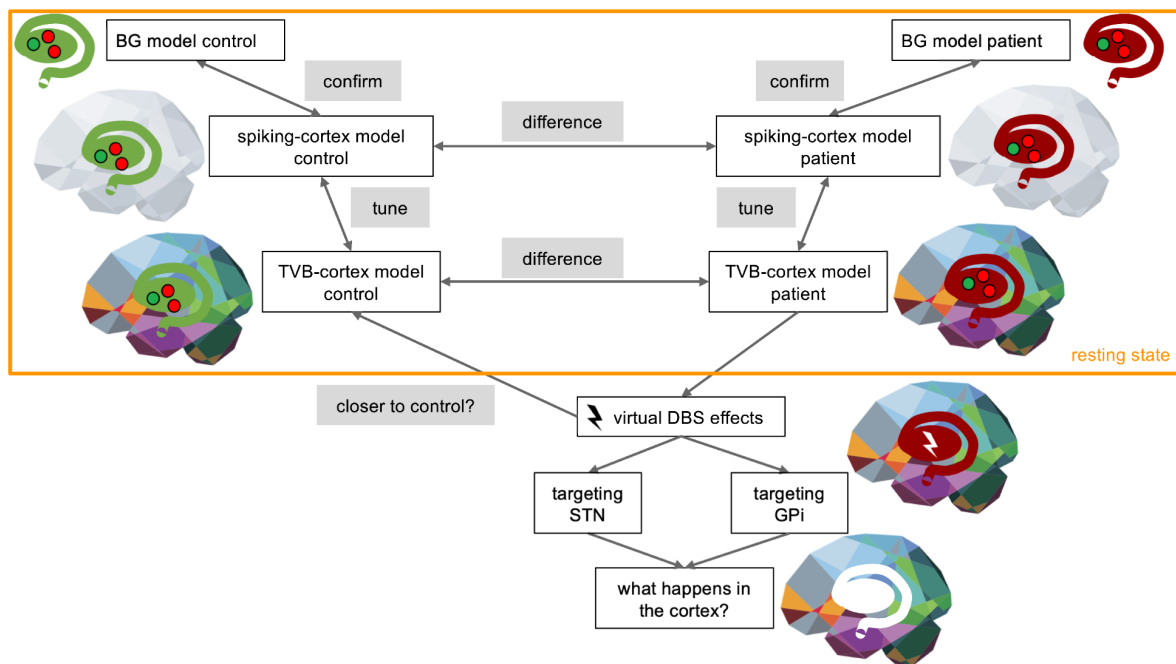 BG model control
BG model patient
confirm
confirm
difference
spiking-cortex model
control
spiking-cortex model
patient
tune
tune
difference
TVB-cortex model
control
TVB-cortex model
patient
resting state
closer to control?
virtual DBS effects
targeting
STN
targeting
GPi
what happens in
the cortex?